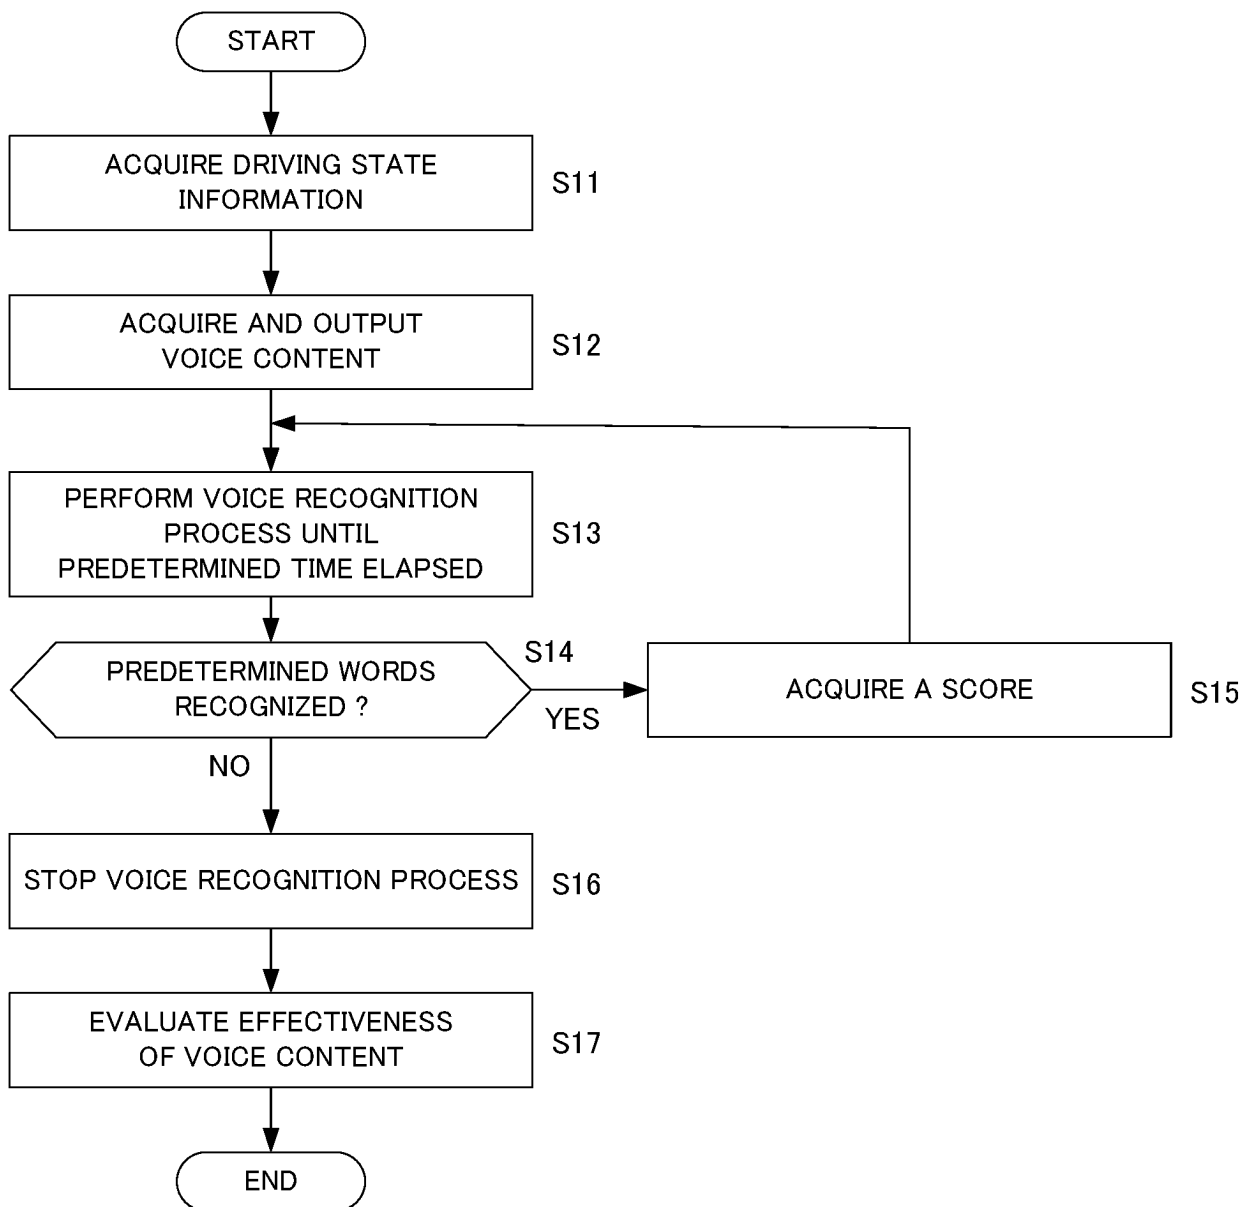 START
ACQUIRE DRIVING STATE
INFORMATION
S11
ACQUIRE AND OUTPUT
VOICE CONTENT
S12
PERFORM VOICE RECOGNITION
PROCESS UNTIL
PREDETERMINED TIME ELAPSED
S13
PREDETERMINED WORDS
RECOGNIZED ?
S14
YES
ACQUIRE A SCORE
S15
NO
STOP VOICE RECOGNITION PROCESS
S16
EVALUATE EFFECTIVENESS
OF VOICE CONTENT
S17
END